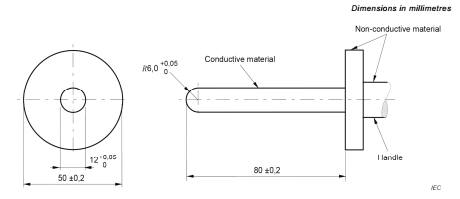 Dimensions in millimetres
Non-conductive material
Conductive material
R6,0 +0,05 0
12 +0,05 0
50 ±0,2
80 ±0,2
Handle
IEC